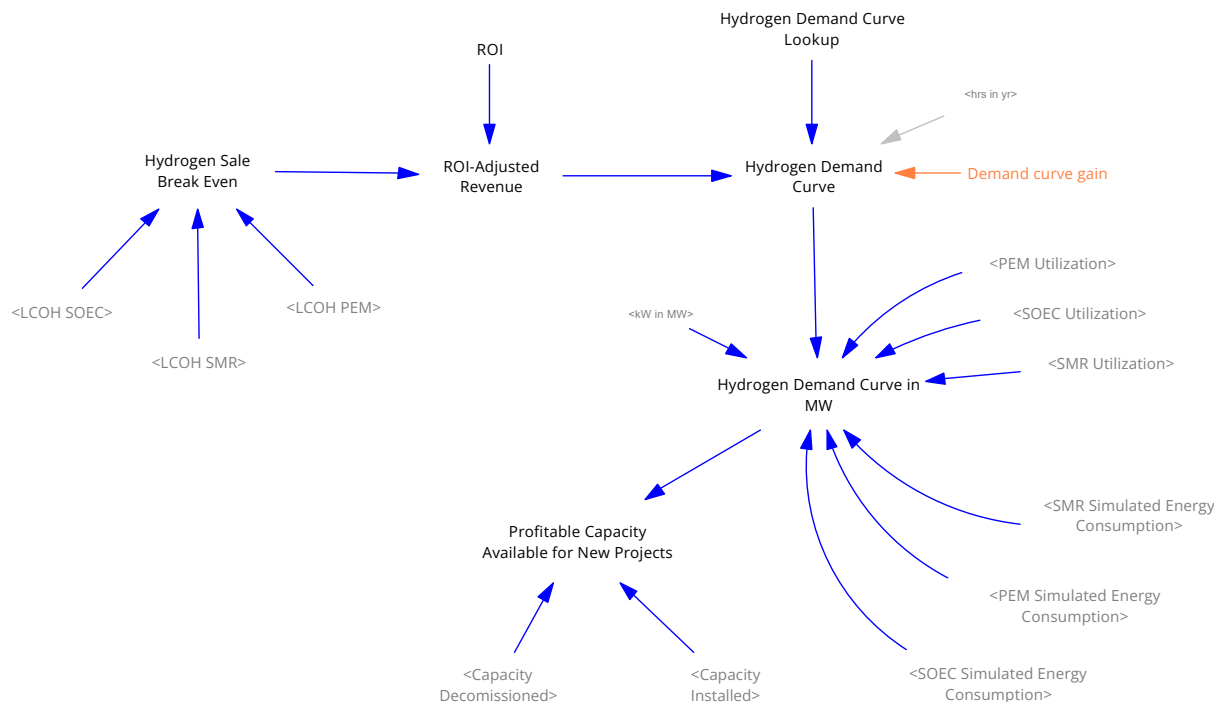 Hydrogen Demand Curve
Lookup
ROI
<hrs in yr>
Hydrogen Sale
Break Even
ROI-Adjusted
Revenue
Hydrogen Demand
Curve
Demand curve gain
<PEM Utilization>
<LCOH SOEC>
<LCOH PEM>
<kW in MW>
<SOEC Utilization>
<LCOH SMR>
<SMR Utilization>
Hydrogen Demand Curve in
MW
<SMR Simulated Energy
Consumption>
Profitable Capacity
Available for New Projects
<PEM Simulated Energy
Consumption>
<Capacity
Decomissioned>
<Capacity
Installed>
<SOEC Simulated Energy
Consumption>